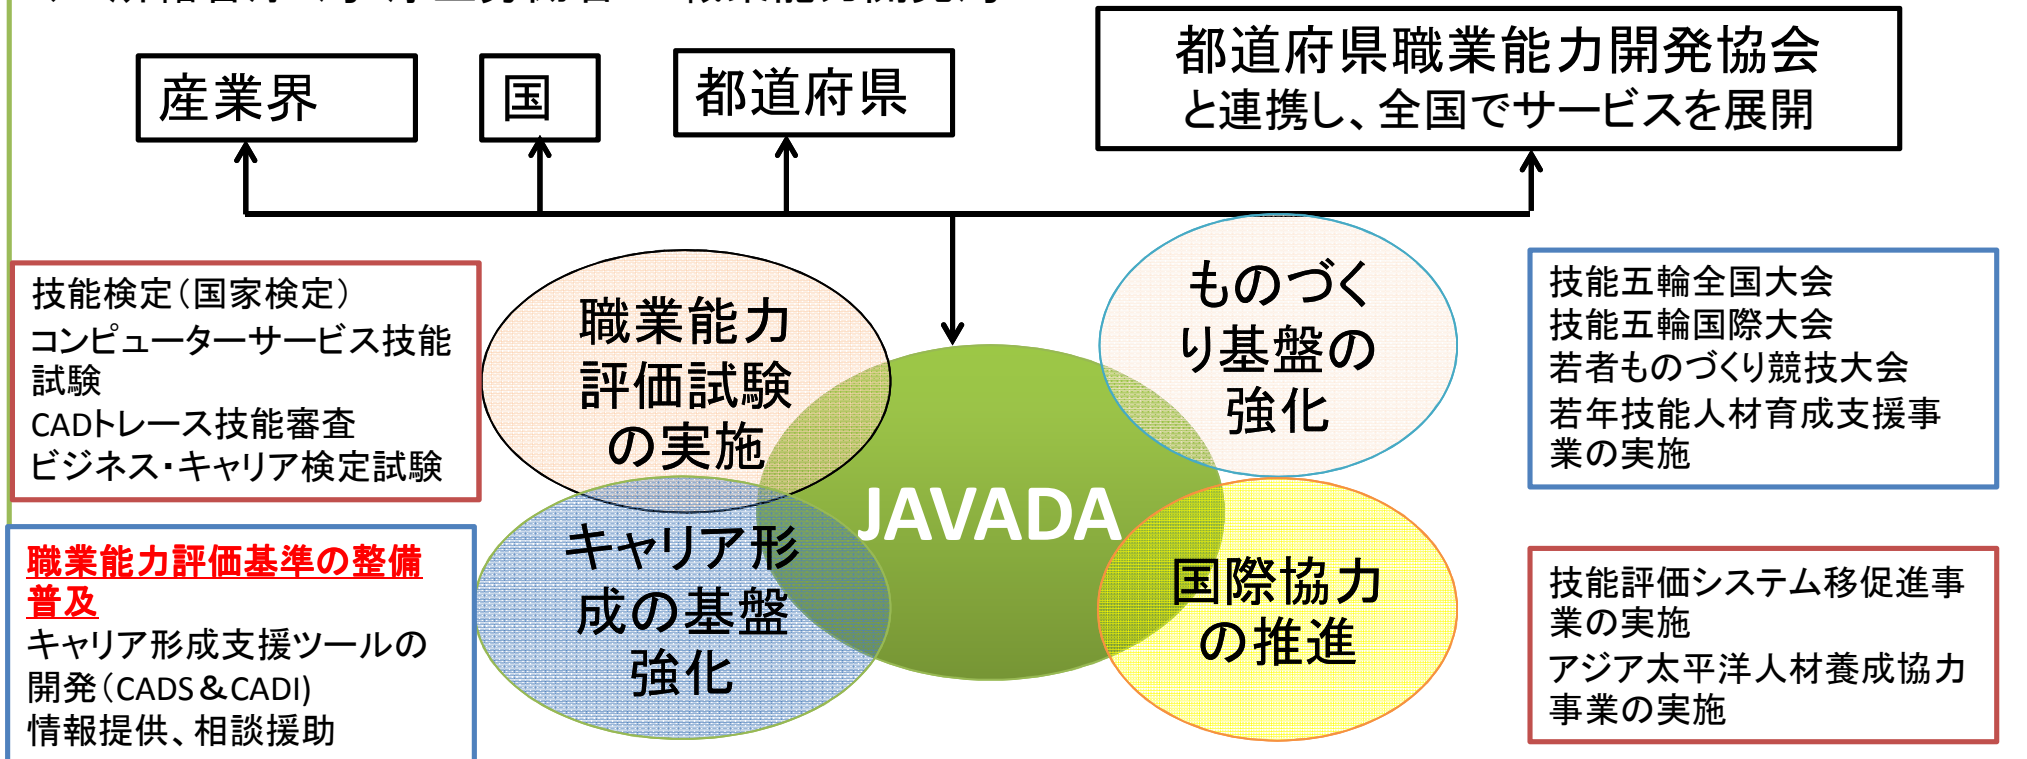 産業界
国
都道府県
都道府県職業能力開発協会
と連携し、全国でサービスを展開
技能検定（国家検定）
コンピューターサービス技能
試験
CADトレース技能審査
ビジネス・キャリア検定試験
職業能力
評価試験
の実施
ものづく
り基盤の
強化
技能五輪全国大会
技能五輪国際大会
若者ものづくり競技大会
若年技能人材育成支援事
業の実施
JAVADA
職業能力評価基準の整備
普及
キャリア形成支援ツールの
開発（CADS＆CADI)
情報提供、相談援助
キャリア形
成の基盤
強化
国際協力
の推進
技能評価システム移促進事
業の実施
アジア太平洋人材養成協力
事業の実施